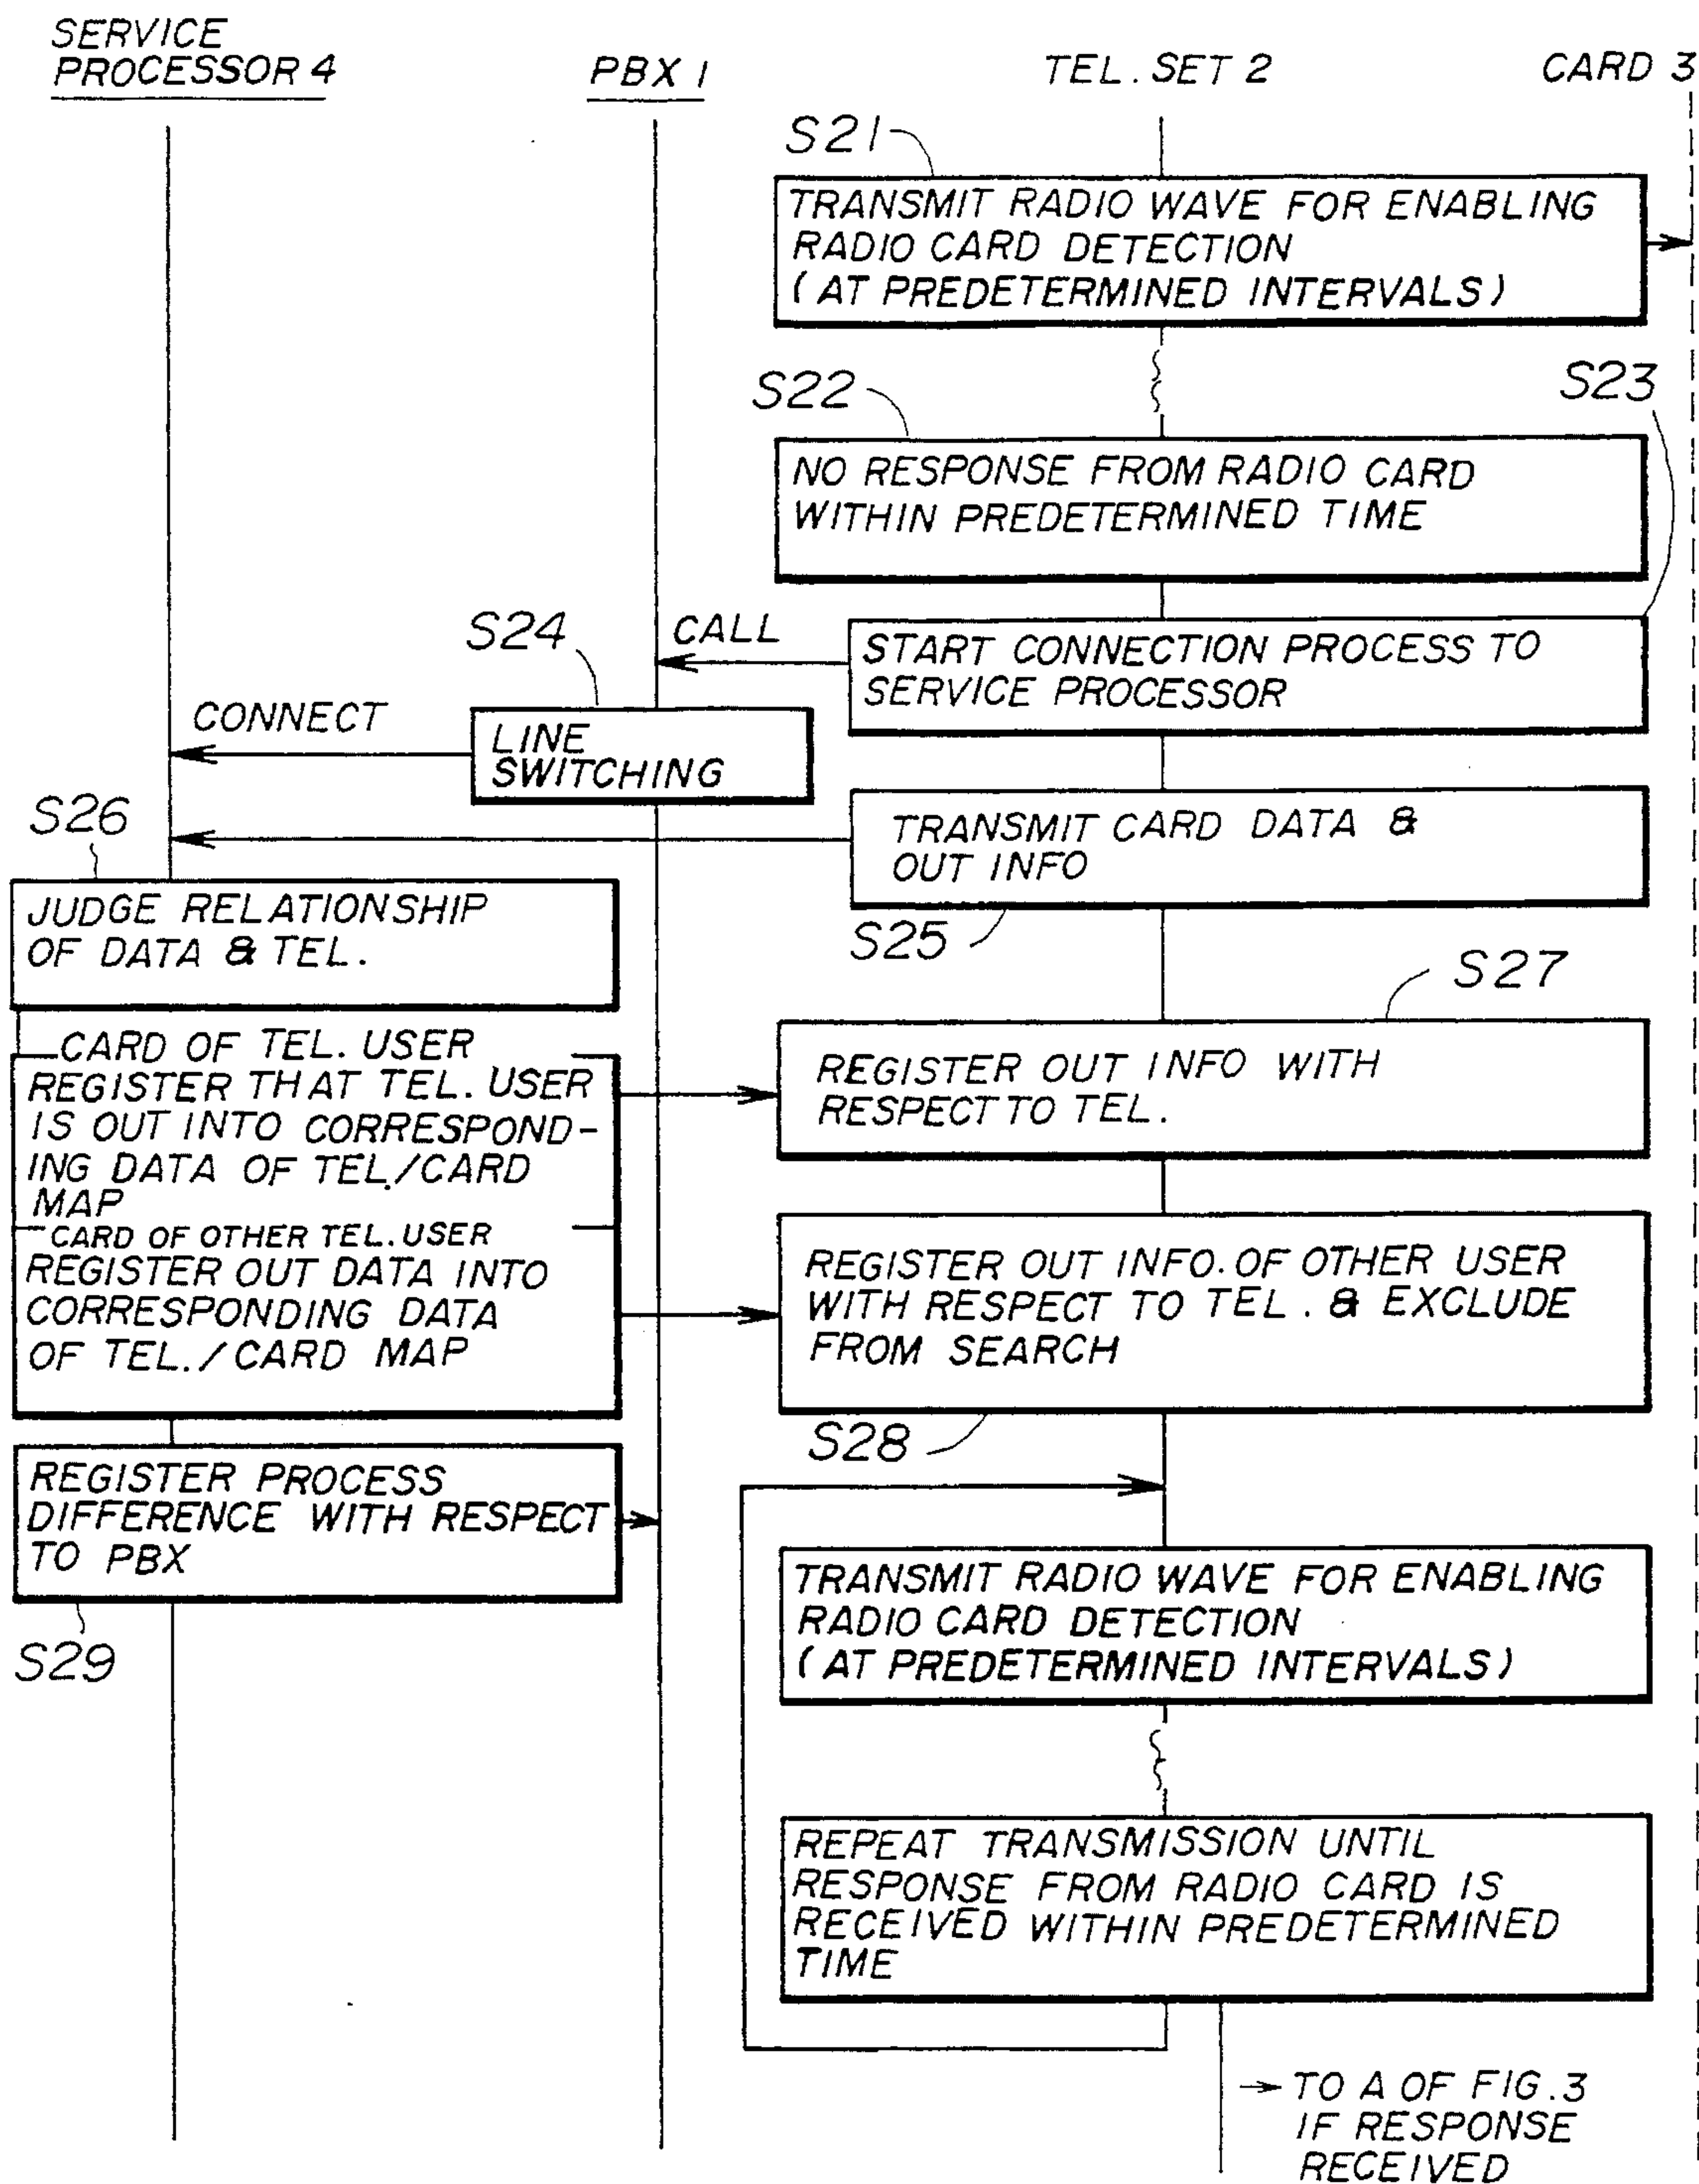 SERVICE
PROCESSOR 4
PBX 1
TEL. SET 2
CARD 3
S21
TRANSMIT RADIO WAVE FOR ENABLING
RADIO CARD DETECTION
(AT PREDETERMINED INTERVALS)
S22
S23
NO RESPONSE FROM RADIO CARD
WITHIN PREDETERMINED TIME
S24
CALL
START CONNECTION PROCESS TO
SERVICE PROCESSOR
CONNECT
LINE
SWITCHING
S26
TRANSMIT CARD DATA &
OUT INFO
JUDGE RELATIONSHIP
OF DATA & TEL.
S25
S27
CARD OF TEL. USER
REGISTER THAT TEL. USER
IS OUT INTO CORRESPOND-
ING DATA OF TEL./CARD
MAP
REGISTER OUT INFO WITH
RESPECT TO TEL.
CARD OF OTHER TEL. USER
REGISTER OUT DATA INTO
CORRESPONDING DATA
OF TEL./CARD MAP
REGISTER OUT INFO. OF OTHER USER
WITH RESPECT TO TEL. & EXCLUDE
FROM SEARCH
S28
REGISTER PROCESS
DIFFERENCE WITH RESPECT
TO PBX
S29
TRANSMIT RADIO WAVE FOR ENABLING
RADIO CARD DETECTION
(AT PREDETERMINED INTERVALS)
REPEAT TRANSMISSION UNTIL
RESPONSE FROM RADIO CARD IS
RECEIVED WITHIN PREDETERMINED
TIME
→ TO A OF FIG. 3
IF RESPONSE
RECEIVED